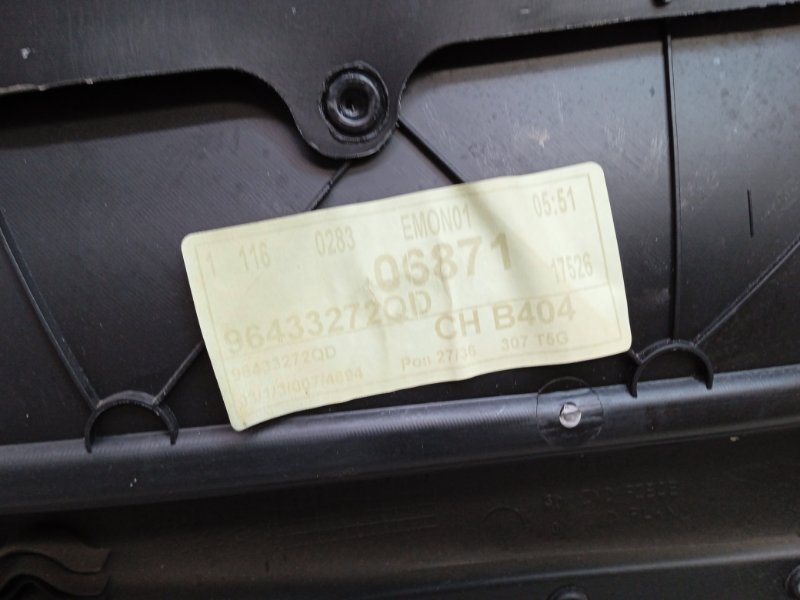 1 116 0283 EMON01 05:51
06871 17526
96433272QD CH B404
96433272QD Pon 27/36 307 T5G